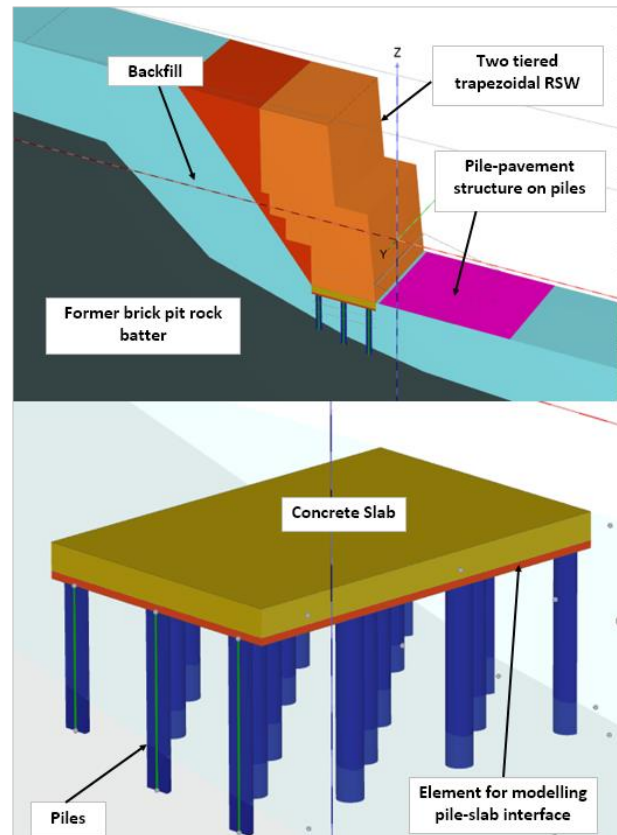 Backfill
Z
Two tiered
trapezoidal RSW
Pile-pavement
structure on piles
Y
Former brick pit rock
batter
Concrete Slab
Piles
Element for modelling
pile-slab interface